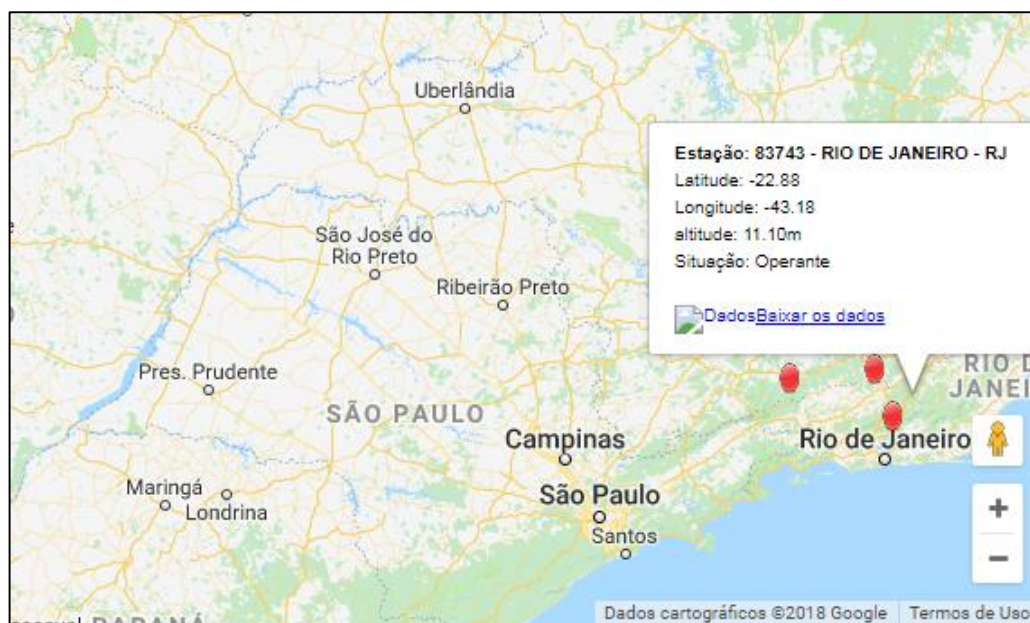 Uberlândia
Estação: 83743 - RIO DE JANEIRO - RJ
Latitude: -22.88
Longitude: -43.18
altitude: 11.10m
Situação: Operante
DadosBaixar os dados
São José do
Rio Preto
Ribeirão Preto
Pres. Prudente
SÃO PAULO
RIO D
JANEI
Campinas
Rio de Janeiro
Maringá
Londrina
São Paulo
Santos
+
−
PARANÁ
Dados cartográficos ©2018 Google
Termos de Uso